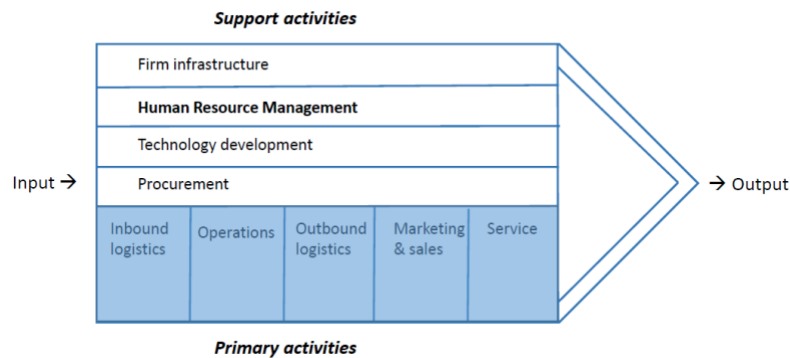 Support activities
Firm infrastructure
Human Resource Management
Technology development
Input →
Procurement
→ Output
Inbound
logistics
Operations
Outbound
logistics
Marketing
& sales
Service
Primary activities